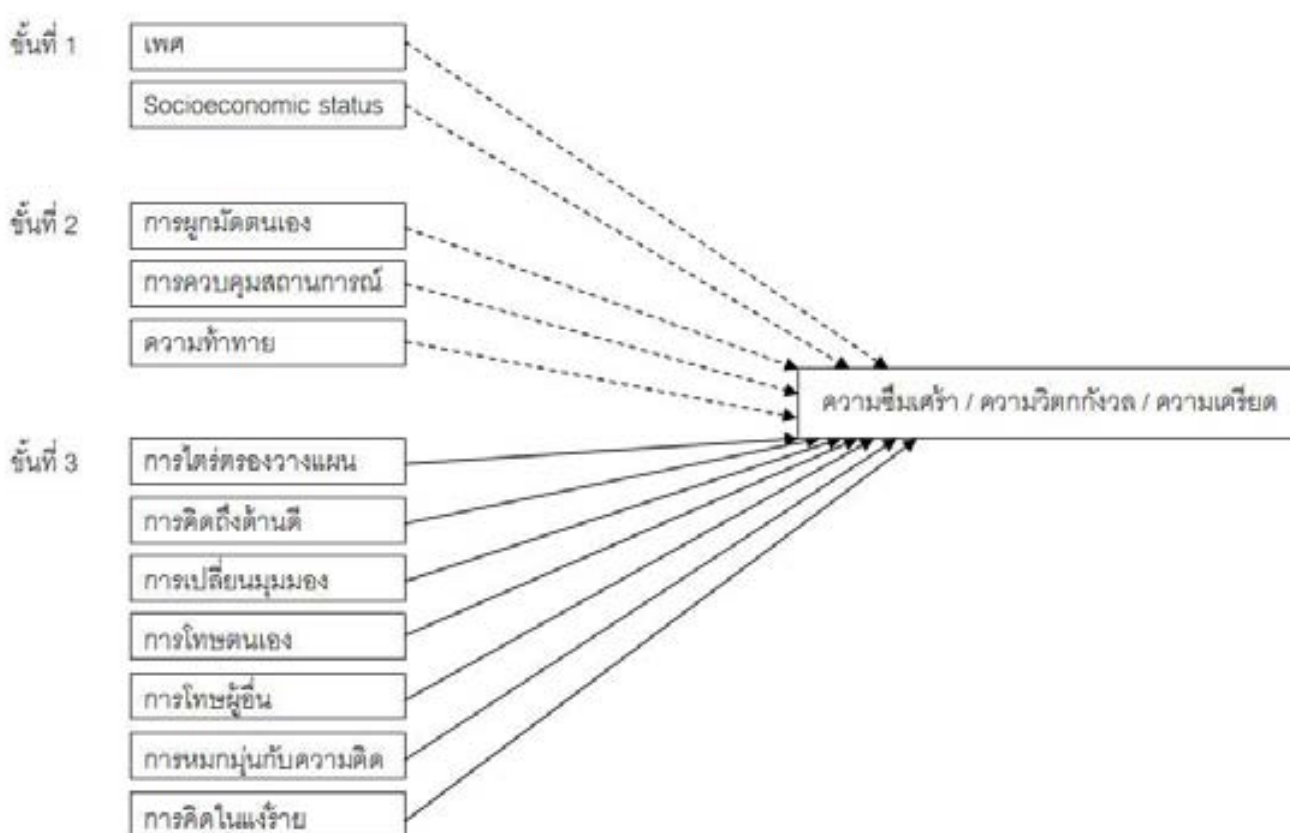 ขั้นที่ 1
เพศ
Socioeconomic status
ขั้นที่ 2
การผูกมัดตนเอง
การควบคุมสถานการณ์
ความท้าทาย
ความซึมเศร้า / ความวิตกกังวล / ความเครียด
ขั้นที่ 3
การไตร่ตรองวางแผน
การคิดถึงด้านดี
การเปลี่ยนมุมมอง
การโทษตนเอง
การโทษผู้อื่น
การหมกมุ่นกับความคิด
การคิดในแง่ร้าย